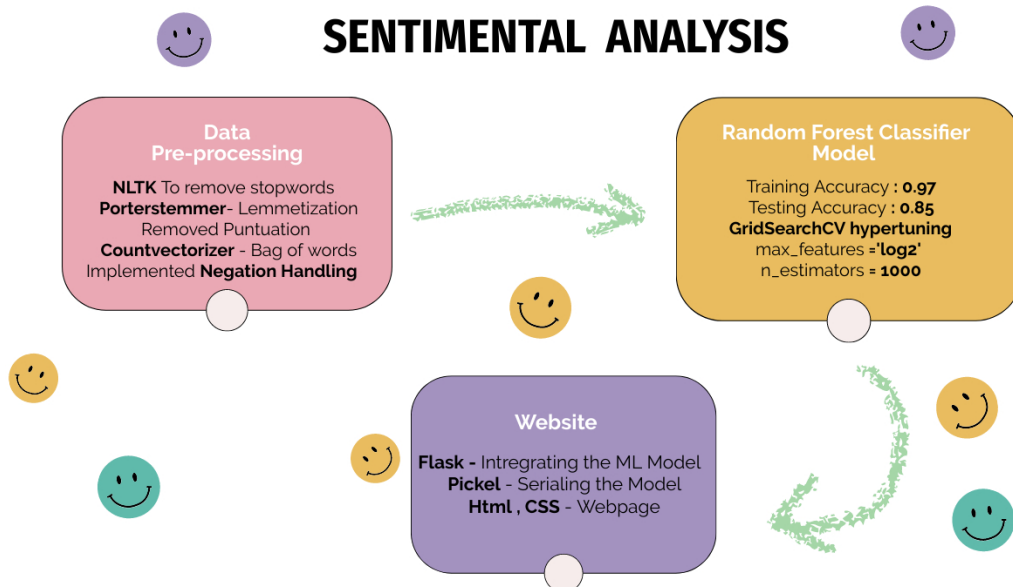 SENTIMENTAL ANALYSIS
Data
Pre-processing
NLTK To remove stopwords
Porterstemmer- Lemmetization
Removed Puntuation
Countvectorizer - Bag of words
Implemented Negation Handling
Random Forest Classifier
Model
Training Accuracy : 0.97
Testing Accuracy : 0.85
GridSearchCV hypertuning
max_features ='log2'
n_estimators = 1000
Website
Flask - Intregrating the ML Model
Pickel - Serialing the Model
Html , CSS - Webpage